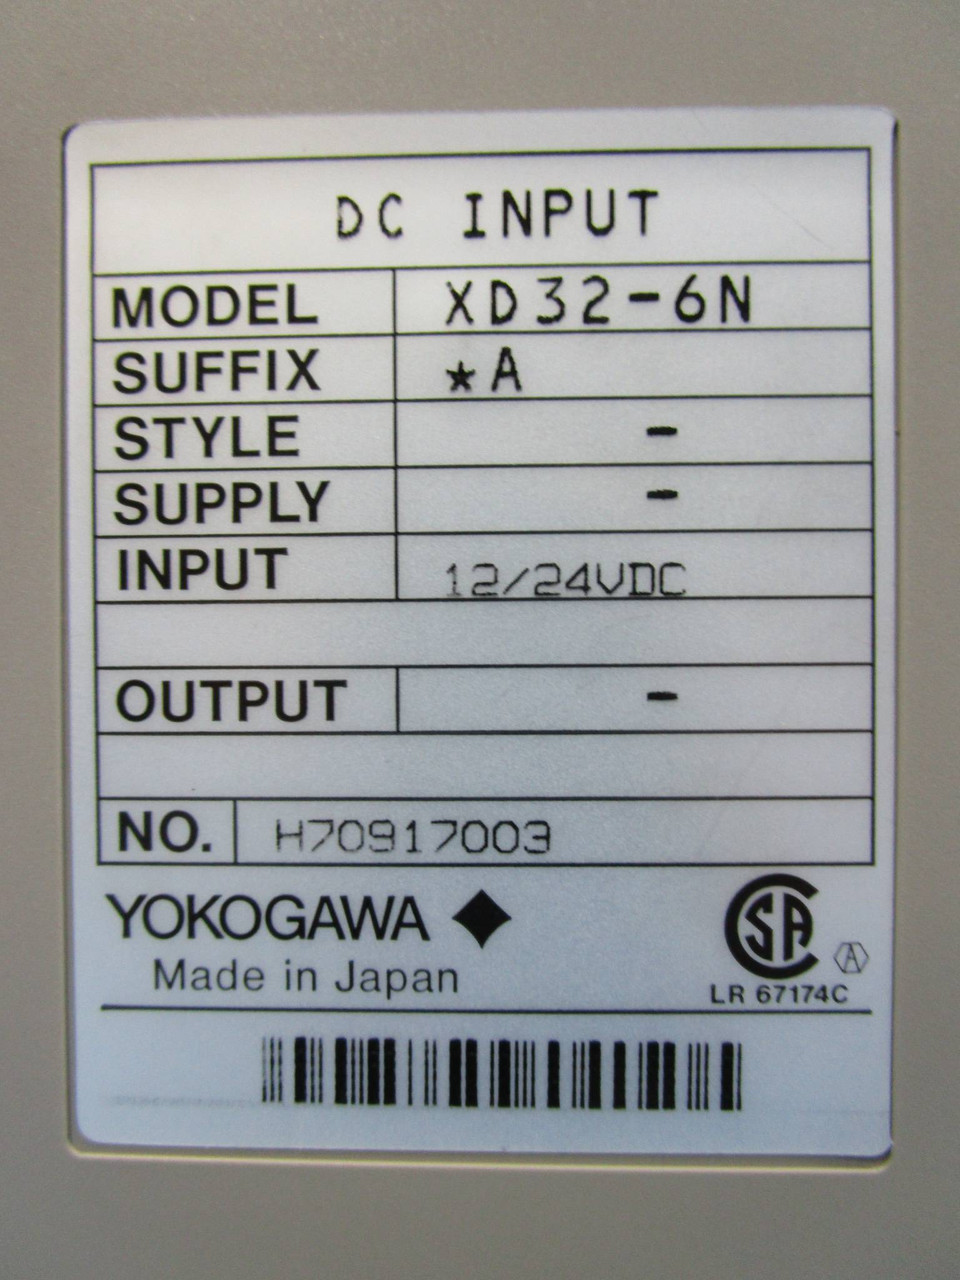 DC INPUT
MODEL XD32-6N
SUFFIX ★A
STYLE -
SUPPLY -
INPUT 12/24VDC
OUTPUT -
NO. H70917003
YOKOGAWA ◆
Made in Japan
CSA
A
LR 67174C